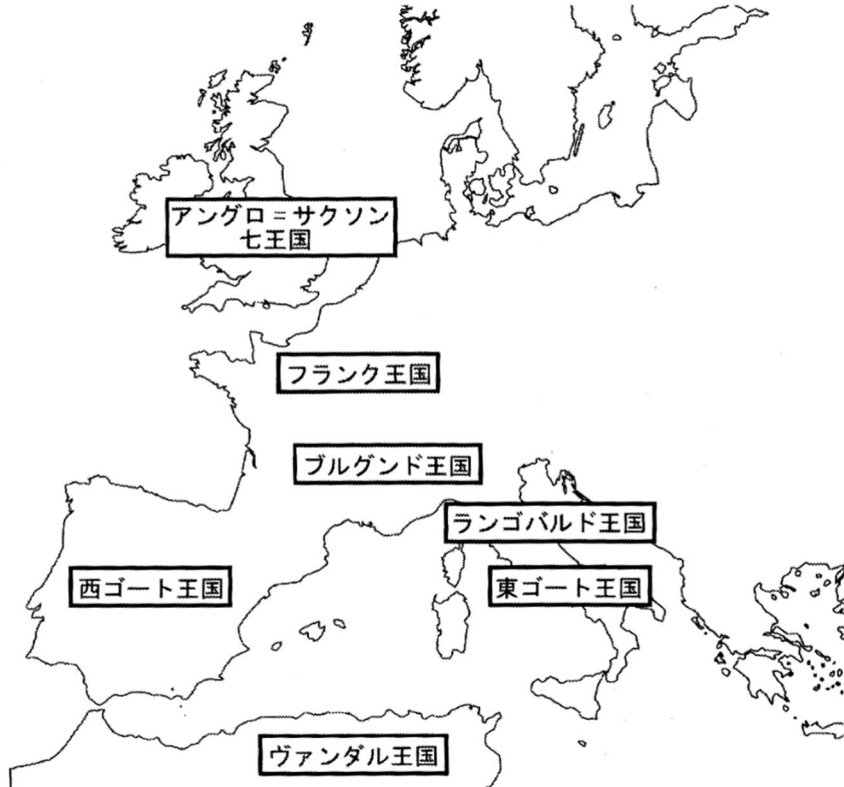 アングロ＝サクソン
七王国
フランク王国
ブルグンド王国
ランゴバルド王国
西ゴート王国
東ゴート王国
ヴァンダル王国